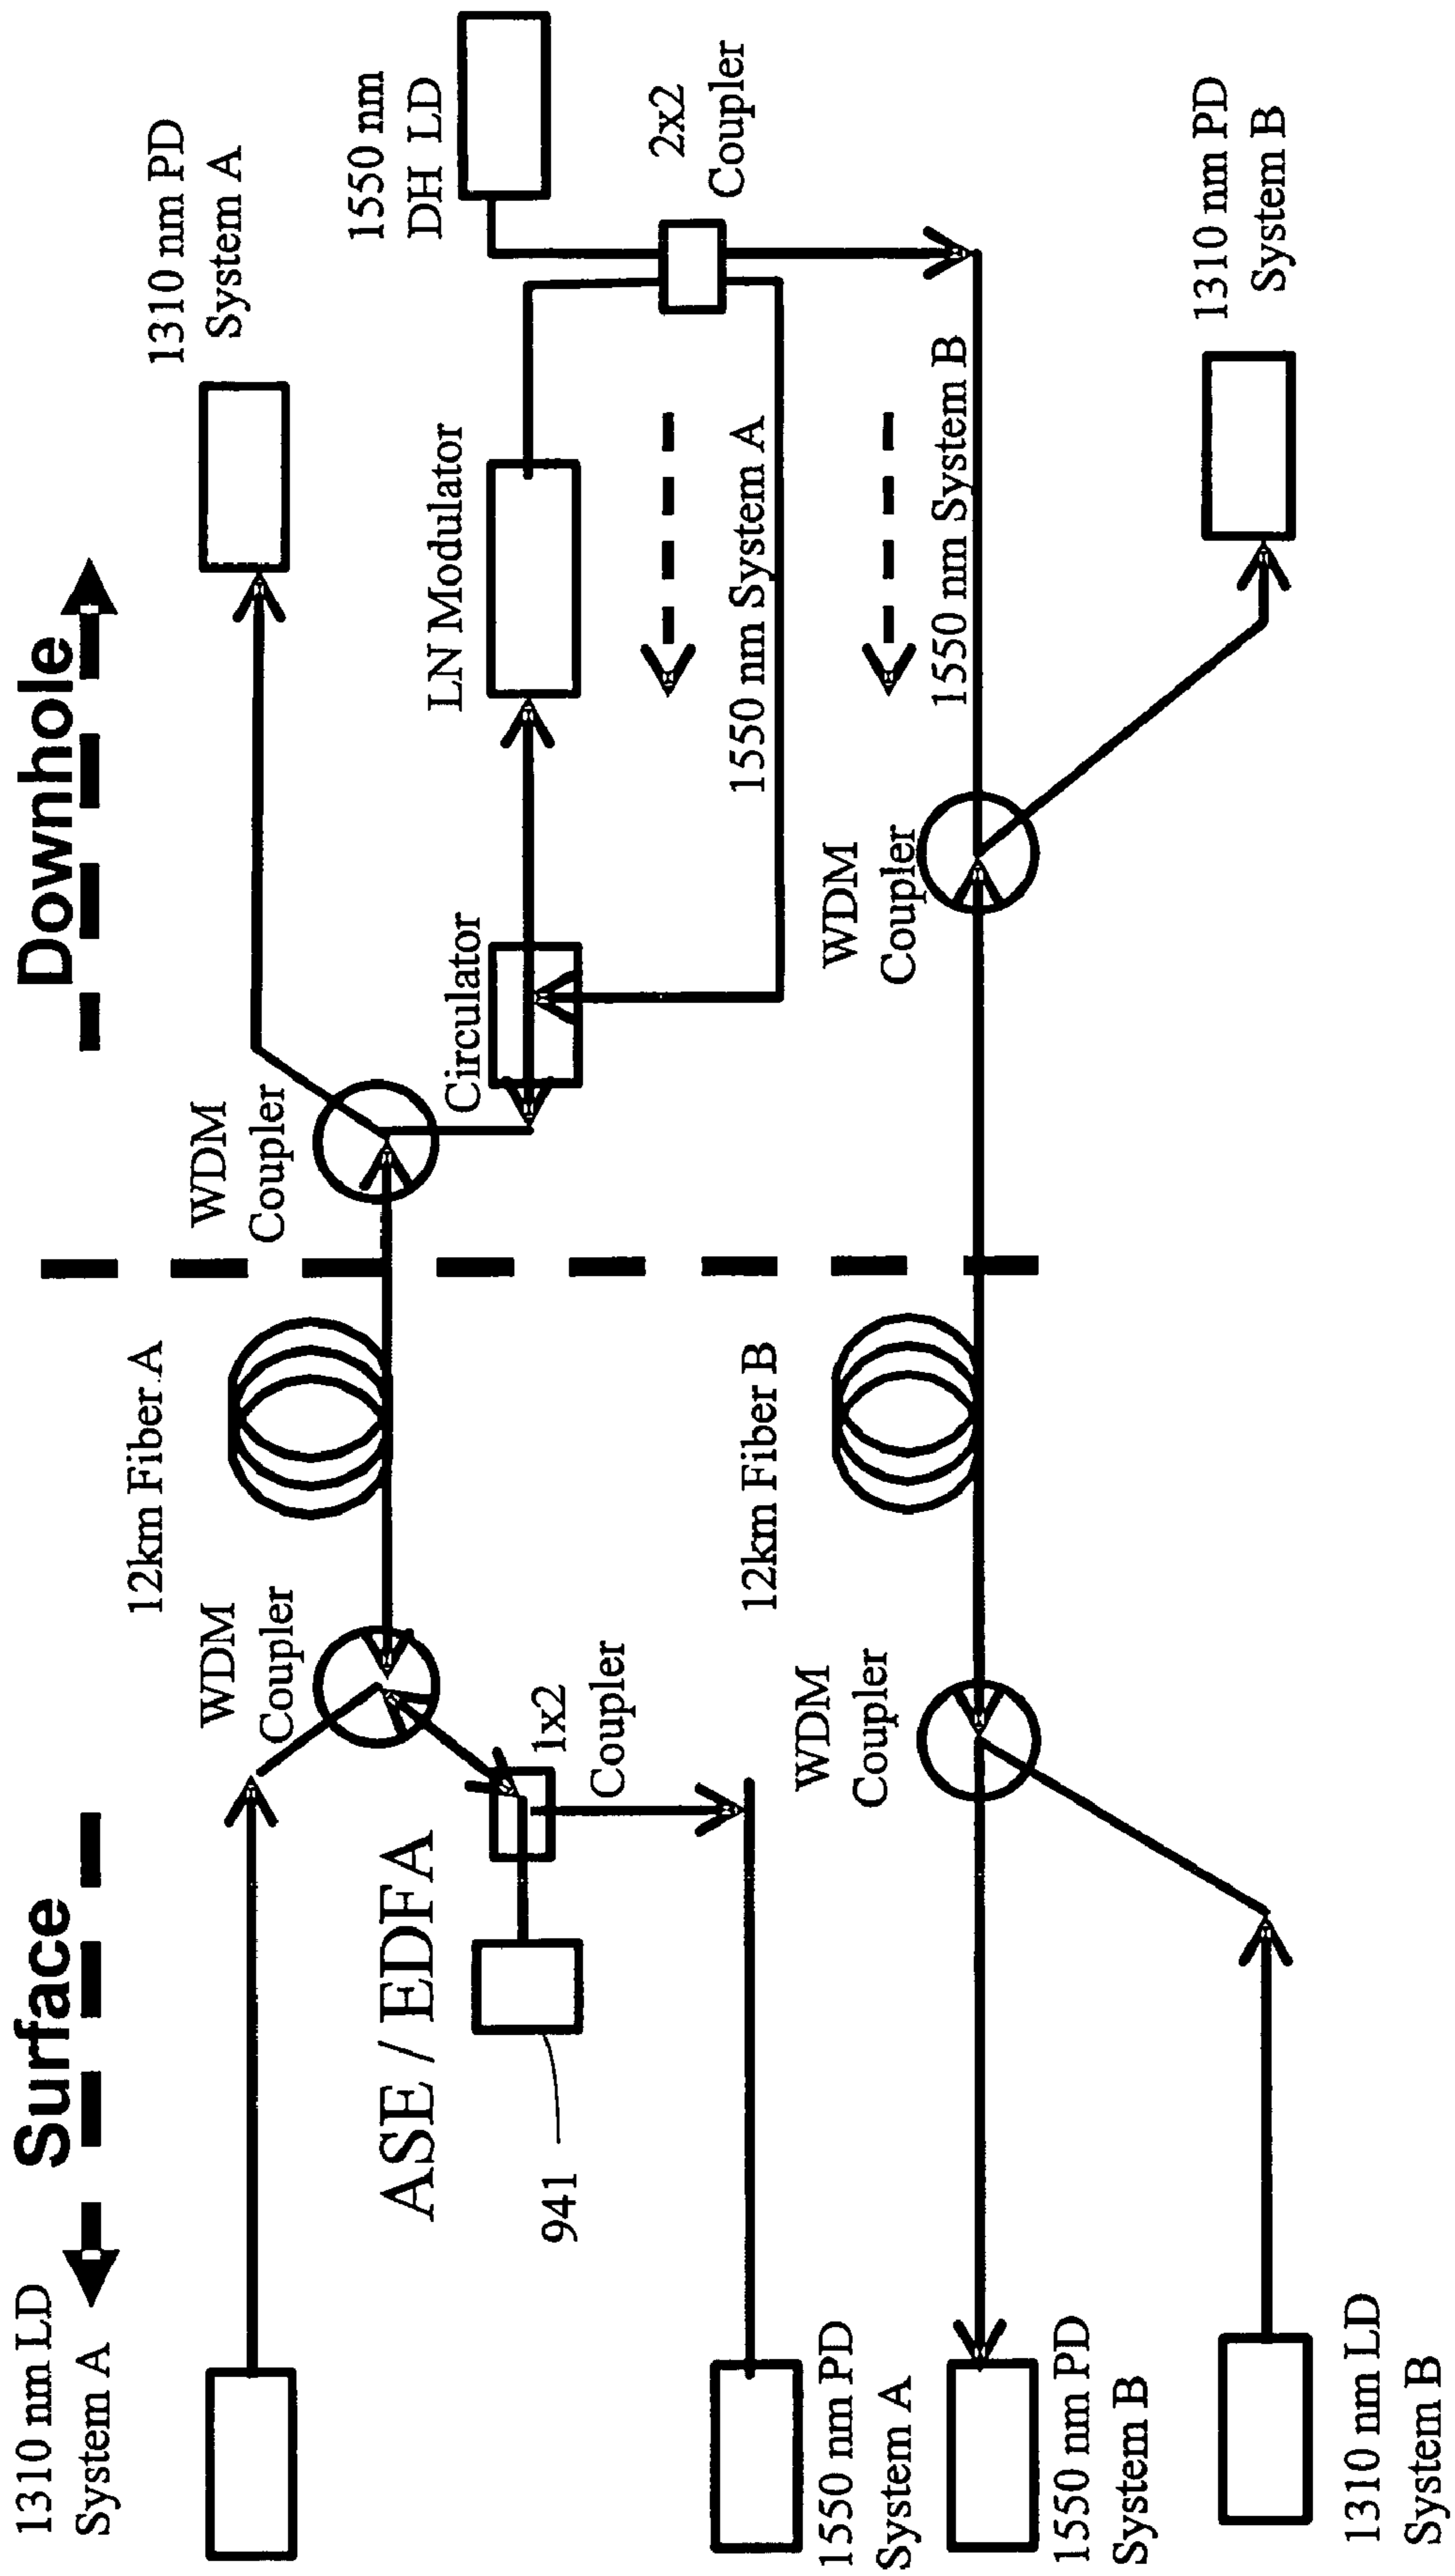 Surface
Downhole
1310 nm LD
System A
12km Fiber A
WDM
Coupler
WDM
Coupler
1310 nm PD
System A
ASE / EDFA
941
1x2
Coupler
Circulator
LN Modulator
1550 nm
DH LD
2x2
Coupler
1550 nm System A
1550 nm PD
System A
12km Fiber B
WDM
Coupler
WDM
Coupler
1550 nm System B
1550 nm PD
System B
1310 nm PD
System B
1310 nm LD
System B